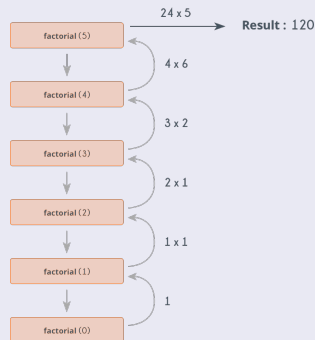 24 x 5
Result : 120
factorial (5)
4 x 6
factorial (4)
3 x 2
factorial (3)
2 x 1
factorial (2)
1 x 1
factorial (1)
1
factorial (0)